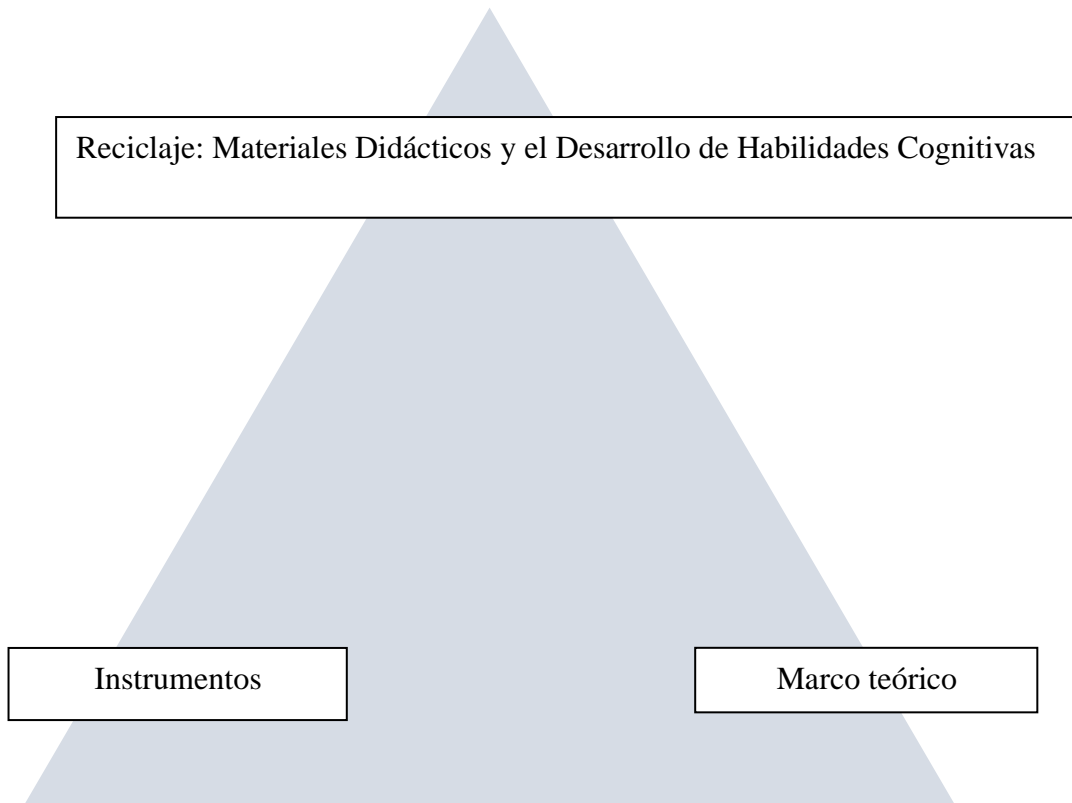 Reciclaje: Materiales Didácticos y el Desarrollo de Habilidades Cognitivas
Instrumentos
Marco teórico